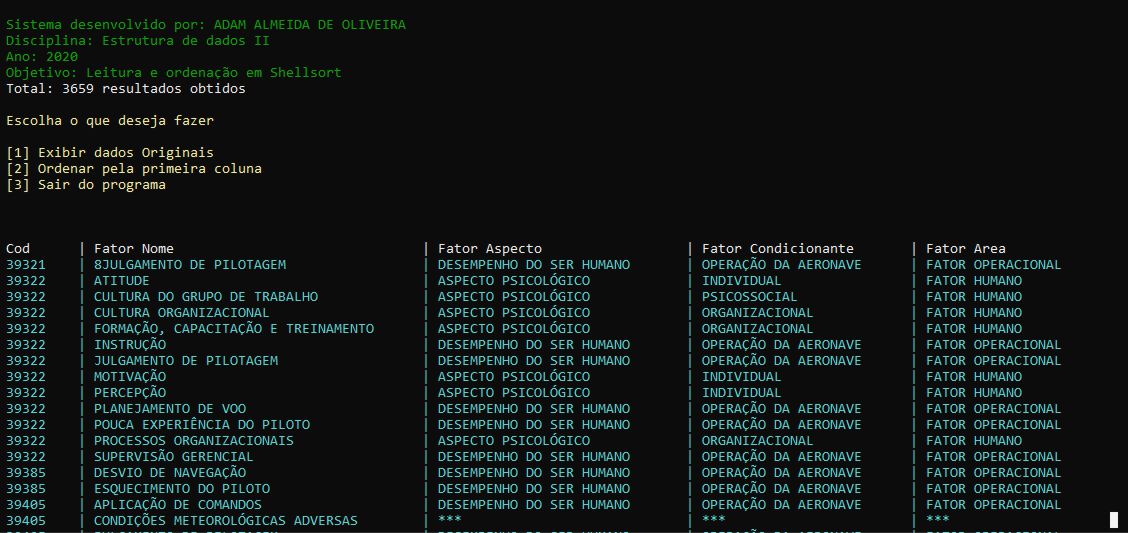 Sistema desenvolvido por: ADAM ALMEIDA DE OLIVEIRA
Disciplina: Estrutura de dados II
Ano: 2020
Objetivo: Leitura e ordenação em Shellsort
Total: 3659 resultados obtidos
Escolha o que deseja fazer
[1] Exibir dados Originais
[2] Ordenar pela primeira coluna
[3] Sair do programa
Cod | Fator Nome | Fator Aspecto | Fator Condicionante | Fator Area
39321 | 8JULGAMENTO DE PILOTAGEM | DESEMPENHO DO SER HUMANO | OPERAÇÃO DA AERONAVE | FATOR OPERACIONAL
39322 | ATITUDE | ASPECTO PSICOLÓGICO | INDIVIDUAL | FATOR HUMANO
39322 | CULTURA DO GRUPO DE TRABALHO | ASPECTO PSICOLÓGICO | PSICOSSOCIAL | FATOR HUMANO
39322 | CULTURA ORGANIZACIONAL | ASPECTO PSICOLÓGICO | ORGANIZACIONAL | FATOR HUMANO
39322 | FORMAÇÃO, CAPACITAÇÃO E TREINAMENTO | ASPECTO PSICOLÓGICO | ORGANIZACIONAL | FATOR HUMANO
39322 | INSTRUÇÃO | DESEMPENHO DO SER HUMANO | OPERAÇÃO DA AERONAVE | FATOR OPERACIONAL
39322 | JULGAMENTO DE PILOTAGEM | DESEMPENHO DO SER HUMANO | OPERAÇÃO DA AERONAVE | FATOR OPERACIONAL
39322 | MOTIVAÇÃO | ASPECTO PSICOLÓGICO | INDIVIDUAL | FATOR HUMANO
39322 | PERCEPÇÃO | ASPECTO PSICOLÓGICO | INDIVIDUAL | FATOR HUMANO
39322 | PLANEJAMENTO DE VOO | DESEMPENHO DO SER HUMANO | OPERAÇÃO DA AERONAVE | FATOR OPERACIONAL
39322 | POUCA EXPERIÊNCIA DO PILOTO | DESEMPENHO DO SER HUMANO | OPERAÇÃO DA AERONAVE | FATOR OPERACIONAL
39322 | PROCESSOS ORGANIZACIONAIS | ASPECTO PSICOLÓGICO | ORGANIZACIONAL | FATOR HUMANO
39322 | SUPERVISÃO GERENCIAL | DESEMPENHO DO SER HUMANO | OPERAÇÃO DA AERONAVE | FATOR OPERACIONAL
39385 | DESVIO DE NAVEGAÇÃO | DESEMPENHO DO SER HUMANO | OPERAÇÃO DA AERONAVE | FATOR OPERACIONAL
39385 | ESQUECIMENTO DO PILOTO | DESEMPENHO DO SER HUMANO | OPERAÇÃO DA AERONAVE | FATOR OPERACIONAL
39405 | APLICAÇÃO DE COMANDOS | DESEMPENHO DO SER HUMANO | OPERAÇÃO DA AERONAVE | FATOR OPERACIONAL
39405 | CONDIÇÕES METEOROLÓGICAS ADVERSAS | *** | *** | ***